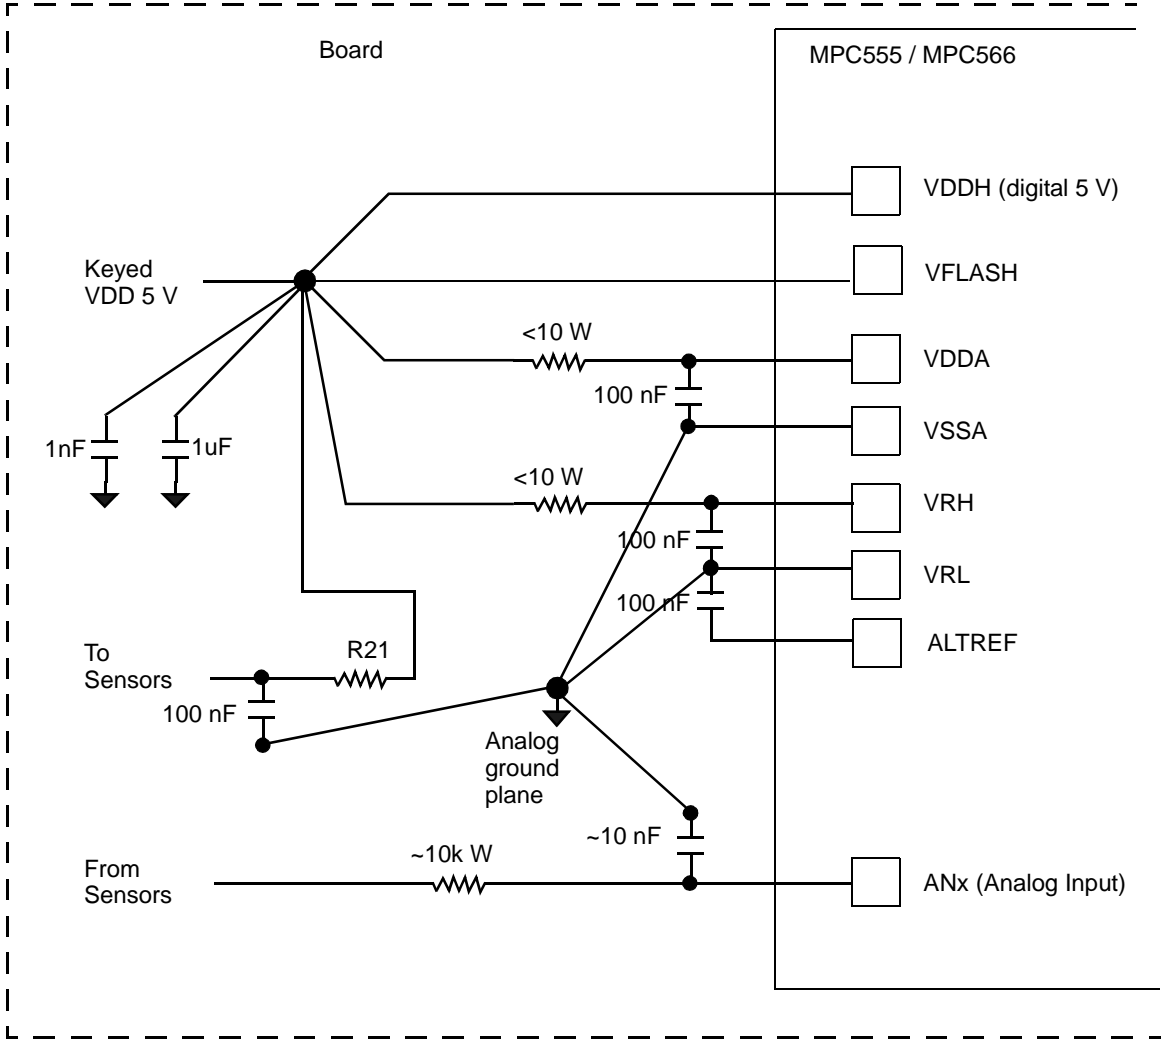 Board
MPC555 / MPC566
VDDH (digital 5 V)
Keyed
VDD 5 V
VFLASH
<10 W
VDDA
100 nF
VSSA
1nF
1uF
<10 W
VRH
100 nF
VRL
100 nF
ALTREF
To
Sensors
R21
100 nF
Analog
ground
plane
~10 nF
~10k W
From
Sensors
ANx (Analog Input)